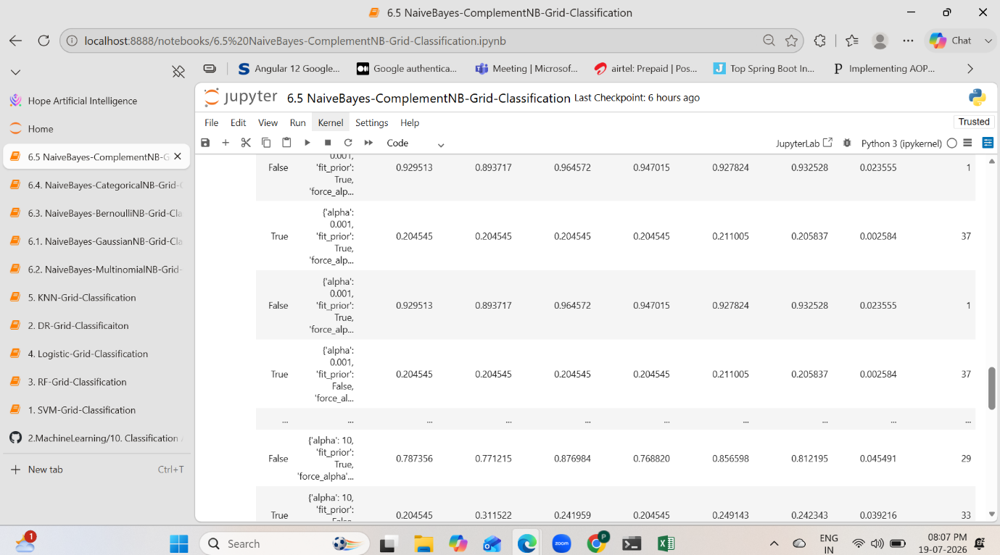 6.5 NaiveBayes-ComplementNB-Grid-Classification
localhost:8888/notebooks/6.5%20NaiveBayes-ComplementNB-Grid-Classification.ipynb
Chat
Angular 12 Google...
Google authentica...
Meeting | Microsof...
airtel: Prepaid | Pos...
Top Spring Boot In...
Implementing AOP...
Hope Artificial Intelligence
Home
6.5 NaiveBayes-ComplementNB-G
6.4. NaiveBayes-CategoricalNB-Grid-
6.3. NaiveBayes-BernoulliNB-Grid-Cla
6.1. NaiveBayes-GaussianNB-Grid-Cla
6.2. NaiveBayes-MultinomialNB-Grid-
5. KNN-Grid-Classification
2. DR-Grid-Classificaiton
4. Logistic-Grid-Classification
3. RF-Grid-Classification
1. SVM-Grid-Classification
2.MachineLearning/10. Classification
New tab Ctrl+T
jupyter 6.5 NaiveBayes-ComplementNB-Grid-Classification Last Checkpoint: 6 hours ago
File Edit View Run Kernel Settings Help Trusted
Code JupyterLab Python 3 (ipykernel)
0.001,
False 'fit_prior': 0.929513 0.893717 0.964572 0.947015 0.927824 0.932528 0.023555 1
True,
'force_alp...
{'alpha':
0.001,
True 'fit_prior': 0.204545 0.204545 0.204545 0.204545 0.211005 0.205837 0.002584 37
True,
'force_alp...
{'alpha':
0.001,
False 'fit_prior': 0.929513 0.893717 0.964572 0.947015 0.927824 0.932528 0.023555 1
True,
'force_alp...
{'alpha':
0.001,
True 'fit_prior': 0.204545 0.204545 0.204545 0.204545 0.211005 0.205837 0.002584 37
False,
'force_al...
... ... ... ... ... ... ... ... ... ...
{'alpha': 10,
'fit_prior':
False True, 0.787356 0.771215 0.876984 0.768820 0.856598 0.812195 0.045491 29
'force_alpha'...
{'alpha': 10,
'fit_prior':
True False 0.204545 0.311522 0.241959 0.204545 0.249143 0.242343 0.039216 33
1
Search
zoom
P
ENG
IN
08:07 PM
19-07-2026